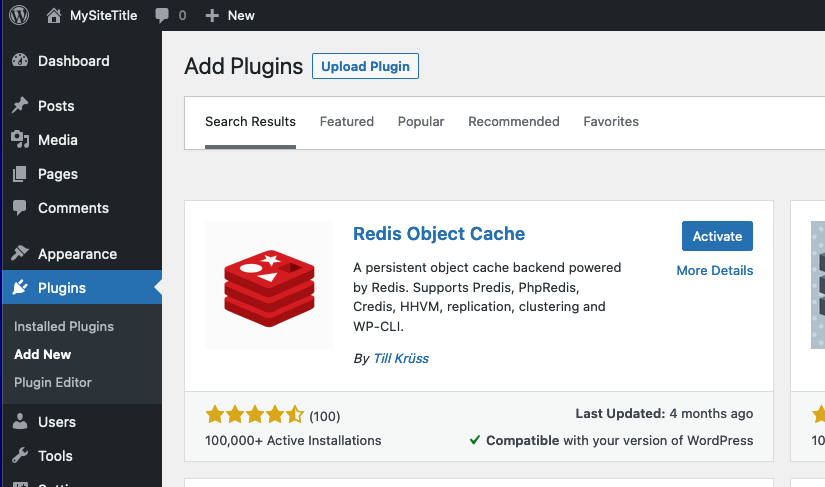 MySiteTitle 0 New
Dashboard
Posts
Media
Pages
Comments
Appearance
Plugins
Installed Plugins
Add New
Plugin Editor
Users
Tools
Add Plugins Upload Plugin
Search Results Featured Popular Recommended Favorites
Redis Object Cache
Activate
More Details
A persistent object cache backend powered
by Redis. Supports Predis, PhpRedis,
Credis, HHVM, replication, clustering and
WP-CLI.
By Till Krüss
(100)
100,000+ Active Installations
Last Updated: 4 months ago
Compatible with your version of WordPress
10